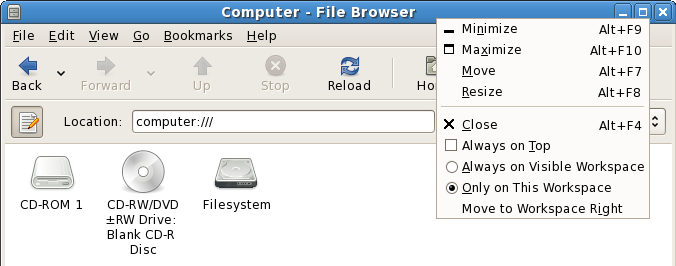 Computer - File Browser
File Edit View Go Bookmarks Help
Back Forward Up Stop Reload
Location: computer:///
Minimize Alt+F9
Maximize Alt+F10
Move Alt+F7
Resize Alt+F8
Close Alt+F4
Always on Top
Always on Visible Workspace
Only on This Workspace
Move to Workspace Right
CD-ROM 1
CD-RW/DVD
±RW Drive:
Blank CD-R
Disc
Filesystem